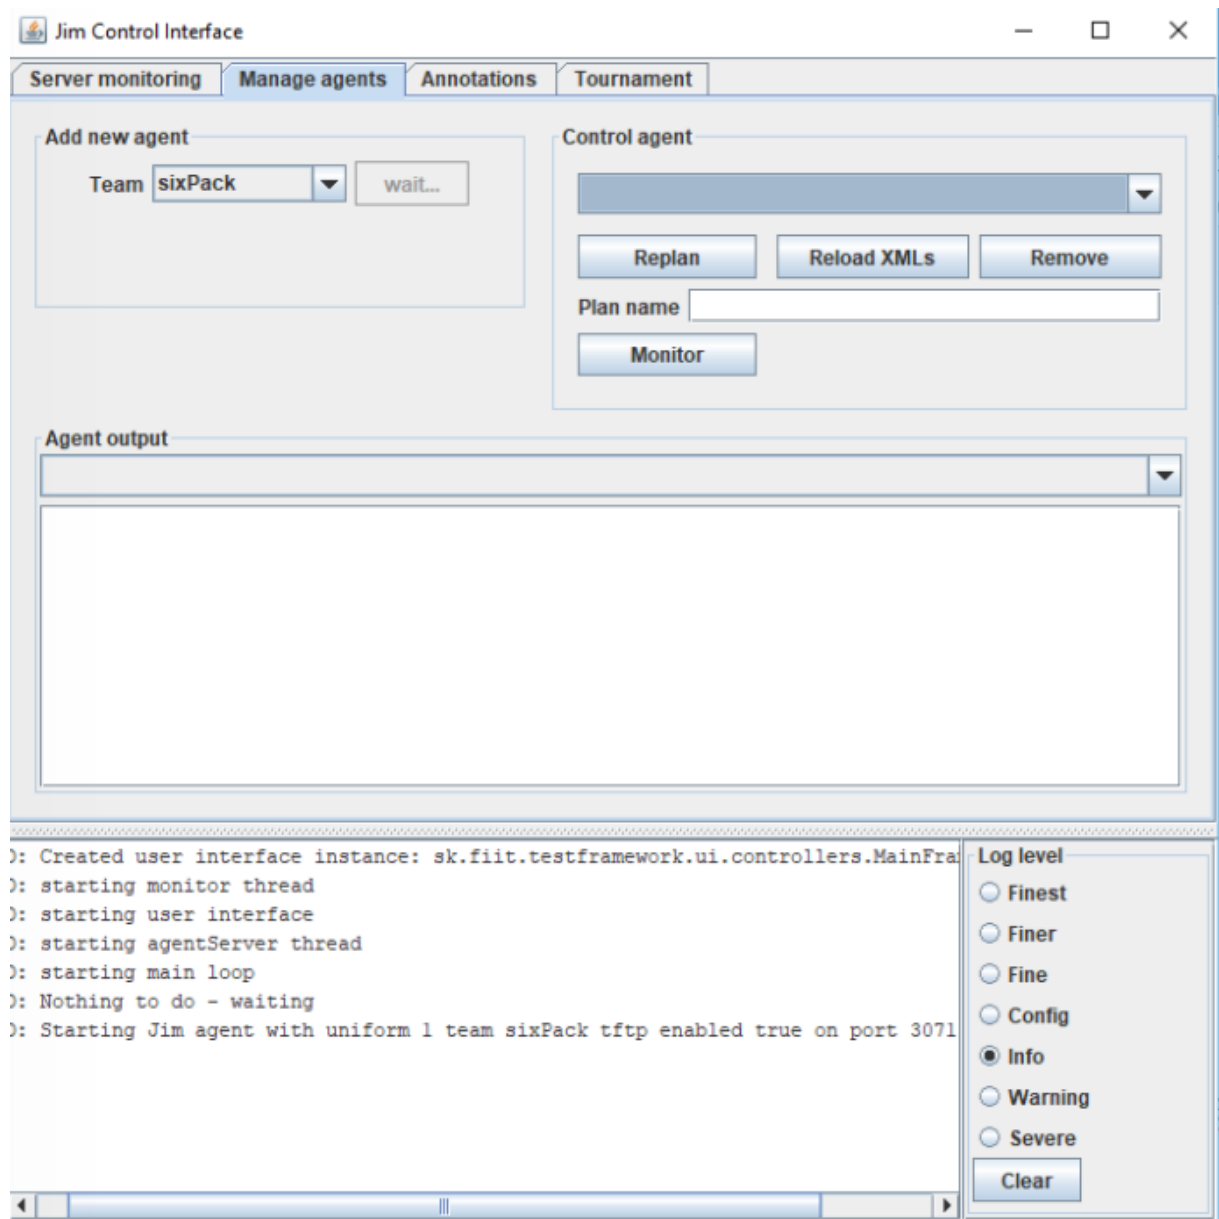 Jim Control Interface
Server monitoring
Manage agents
Annotations
Tournament
Add new agent
Team sixPack wait...
Control agent
Replan Reload XMLs Remove
Plan name
Monitor
Agent output
: Created user interface instance: sk.fiit.testframework.ui.controllers.MainFra
: starting monitor thread
: starting user interface
: starting agentServer thread
: starting main loop
: Nothing to do - waiting
: Starting Jim agent with uniform 1 team sixPack tftp enabled true on port 3071
Log level
Finest
Finer
Fine
Config
Info
Warning
Severe
Clear